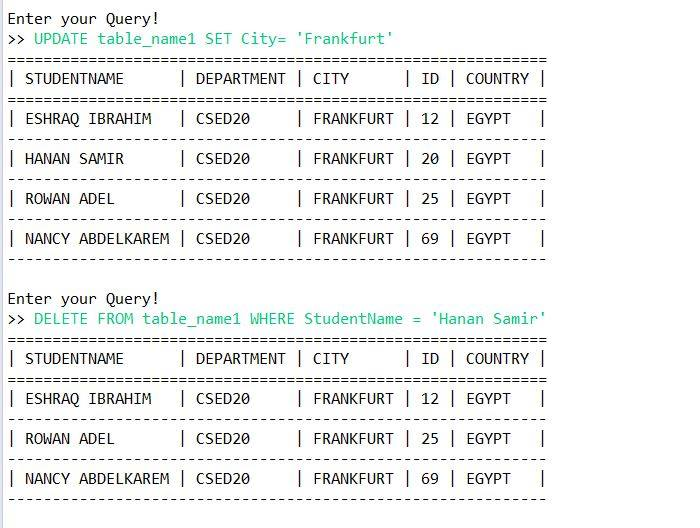 Enter your Query!
>> UPDATE table_name1 SET City= 'Frankfurt'
============================================================
| STUDENTNAME      | DEPARTMENT | CITY      | ID | COUNTRY |
============================================================
| ESHRAQ IBRAHIM   | CSED20     | FRANKFURT | 12 | EGYPT   |
------------------------------------------------------------
| HANAN SAMIR      | CSED20     | FRANKFURT | 20 | EGYPT   |
------------------------------------------------------------
| ROWAN ADEL       | CSED20     | FRANKFURT | 25 | EGYPT   |
------------------------------------------------------------
| NANCY ABDELKAREM | CSED20     | FRANKFURT | 69 | EGYPT   |
------------------------------------------------------------
Enter your Query!
>> DELETE FROM table_name1 WHERE StudentName = 'Hanan Samir'
============================================================
| STUDENTNAME      | DEPARTMENT | CITY      | ID | COUNTRY |
============================================================
| ESHRAQ IBRAHIM   | CSED20     | FRANKFURT | 12 | EGYPT   |
------------------------------------------------------------
| ROWAN ADEL       | CSED20     | FRANKFURT | 25 | EGYPT   |
------------------------------------------------------------
| NANCY ABDELKAREM | CSED20     | FRANKFURT | 69 | EGYPT   |
------------------------------------------------------------